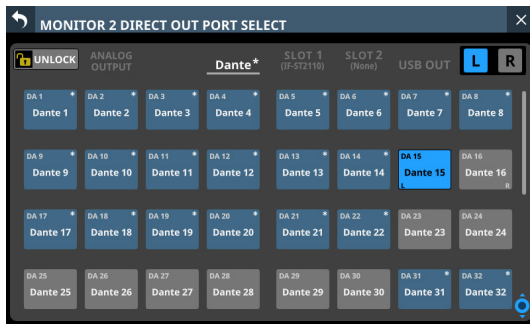 MONITOR 2 DIRECT OUT PORT SELECT
UNLOCK
ANALOG OUTPUT
Dante*
SLOT 1 (IF-ST2110)
SLOT 2 (None)
USB OUT
L
R
DA 1 *
Dante 1
DA 2 *
Dante 2
DA 3 *
Dante 3
DA 4 *
Dante 4
DA 5 *
Dante 5
DA 6 *
Dante 6
DA 7 *
Dante 7
DA 8 *
Dante 8
DA 9 *
Dante 9
DA 10 *
Dante 10
DA 11 *
Dante 11
DA 12 *
Dante 12
DA 13 *
Dante 13
DA 14 *
Dante 14
DA 15
Dante 15
L
DA 16
Dante 16
R
DA 17 *
Dante 17
DA 18 *
Dante 18
DA 19 *
Dante 19
DA 20 *
Dante 20
DA 21 *
Dante 21
DA 22 *
Dante 22
DA 23
Dante 23
DA 24
Dante 24
DA 25
Dante 25
DA 26
Dante 26
DA 27
Dante 27
DA 28
Dante 28
DA 29
Dante 29
DA 30
Dante 30
DA 31 *
Dante 31
DA 32 *
Dante 32